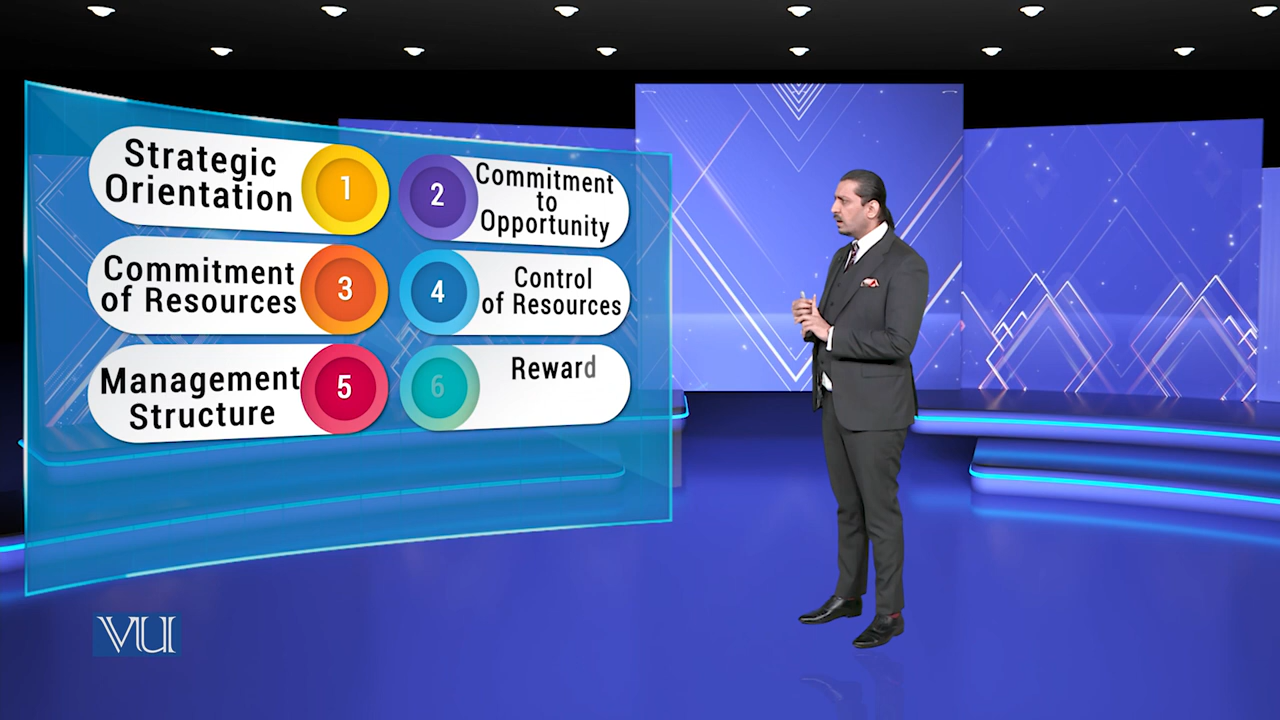 Strategic
Orientation
1
2
Commitment
to
Opportunity
Commitment
of Resources
3
4
Control
of Resources
Management
Structure
5
6
Reward
VU